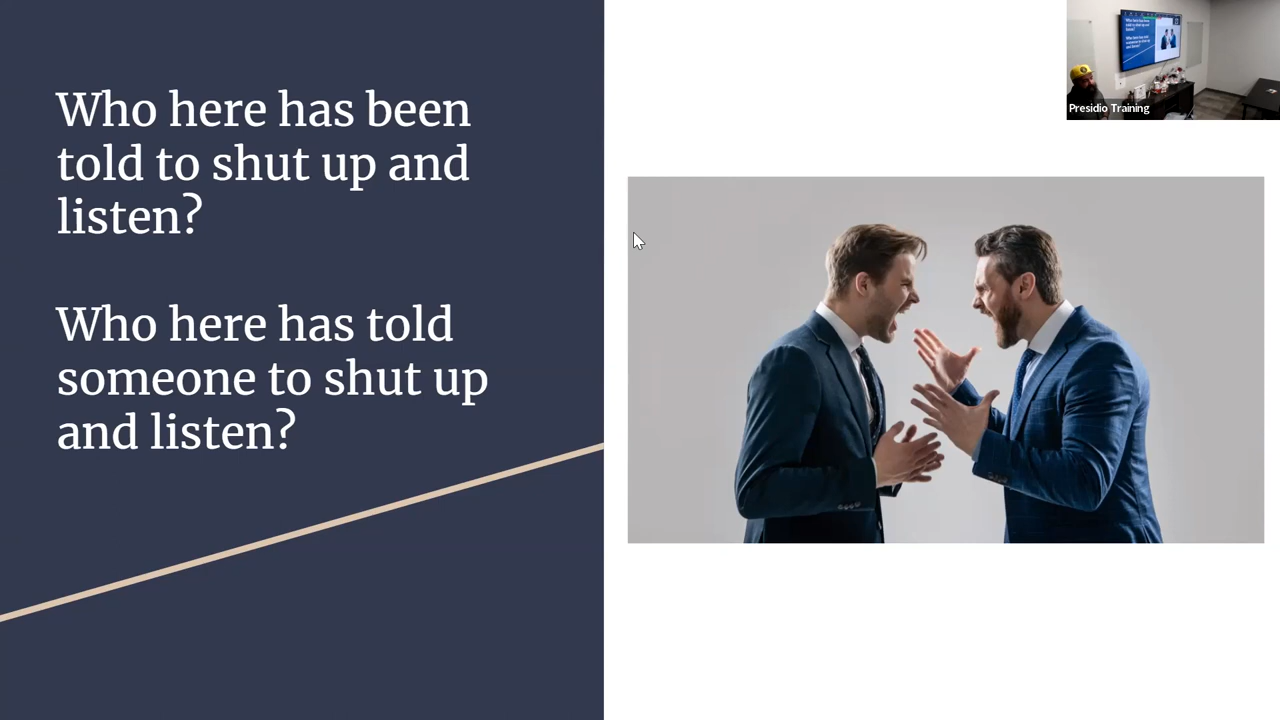 Who here has been
told to shut up and
listen?
Who here has told
someone to shut up
and listen?
Presidio Training